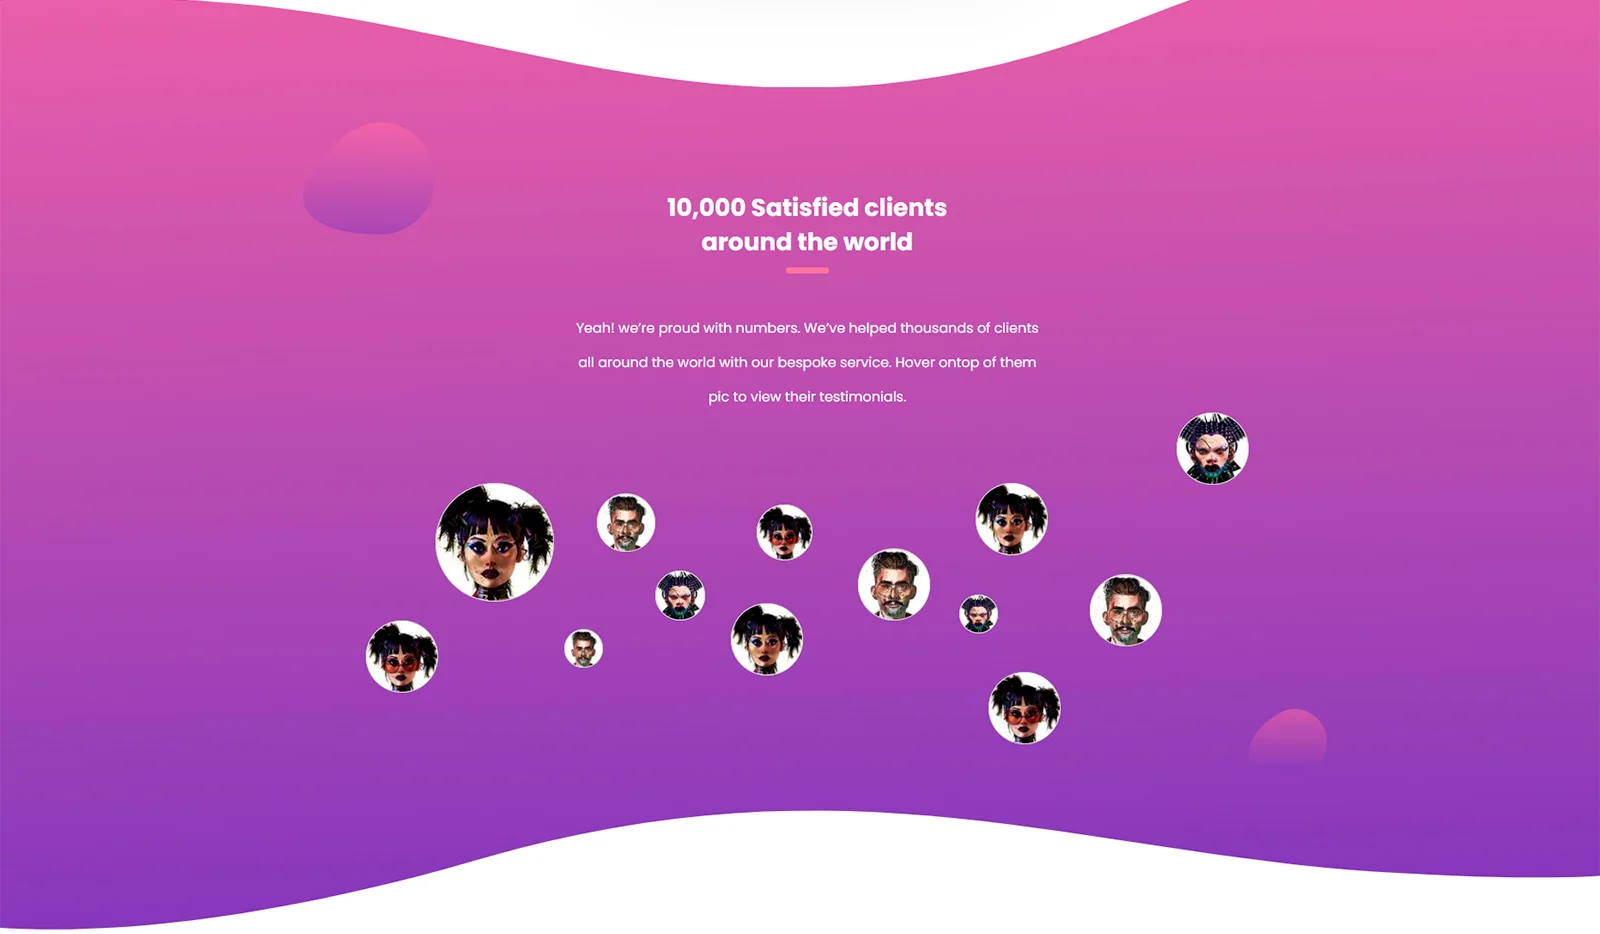 10,000 Satisfied clients
around the world
Yeah! we’re proud with numbers. We’ve helped thousands of clients
all around the world with our bespoke service. Hover ontop of them
pic to view their testimonials.